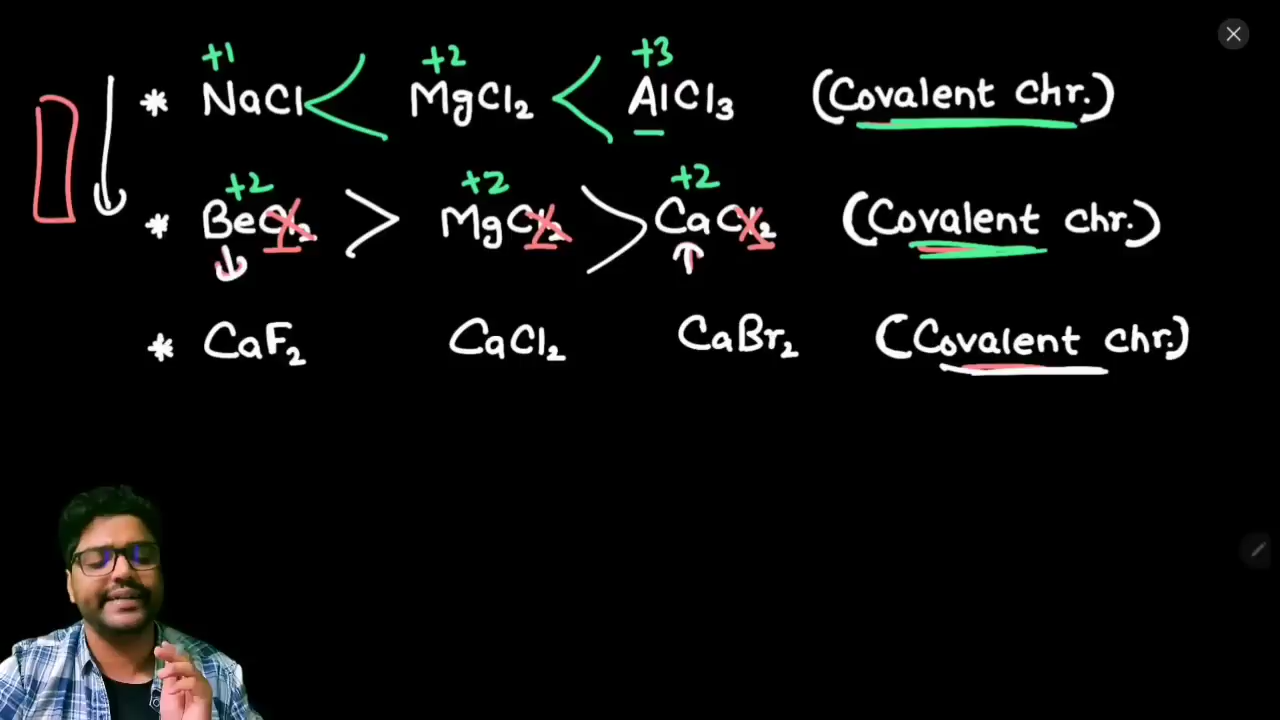 +1 +2 +3
* NaCl < MgCl₂ < AlCl₃ (Covalent chr.)
+2 +2 +2
* BeCl₂ > MgCl₂ > CaCl₂ (Covalent chr.)
* CaF₂ CaCl₂ CaBr₂ (Covalent chr.)